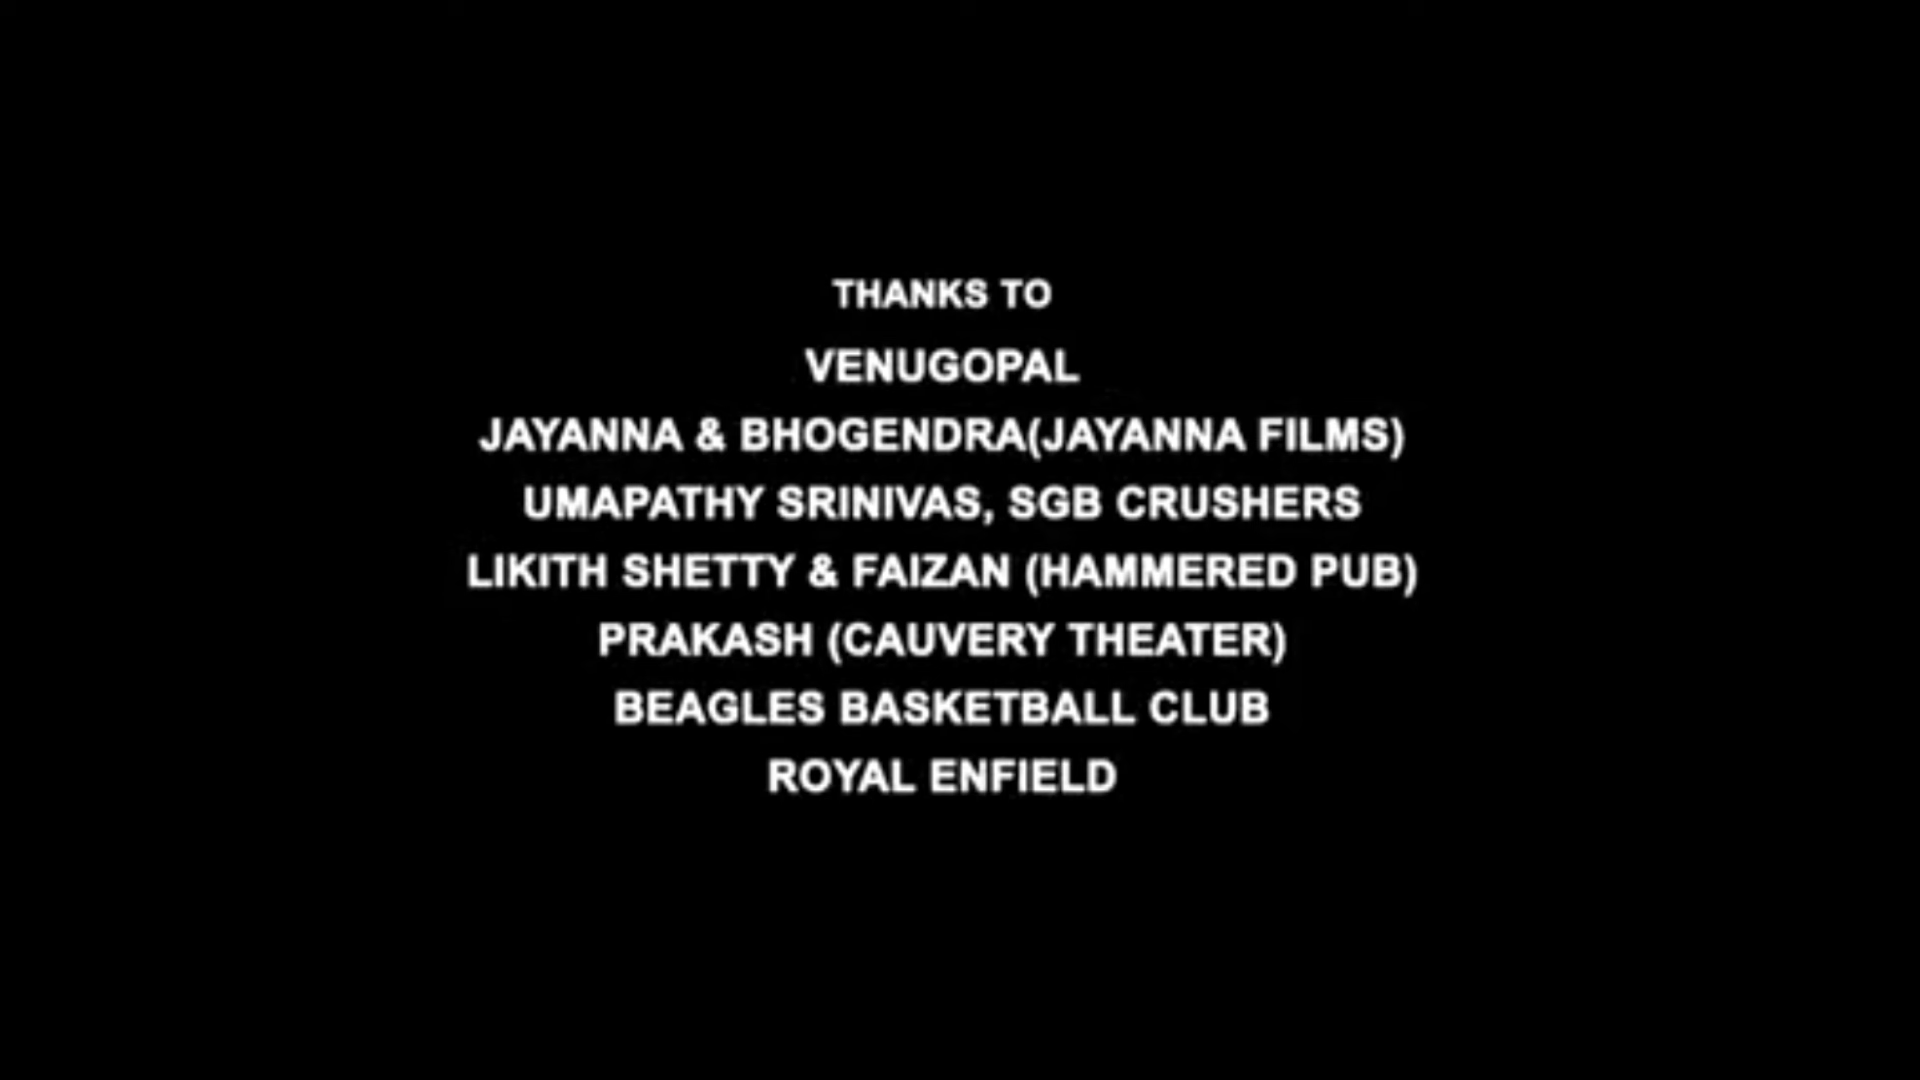 THANKS TO
VENUGOPAL
JAYANNA & BHOGENDRA(JAYANNA FILMS)
UMAPATHY SRINIVAS, SGB CRUSHERS
LIKITH SHETTY & FAIZAN (HAMMERED PUB)
PRAKASH (CAUVERY THEATER)
BEAGLES BASKETBALL CLUB
ROYAL ENFIELD